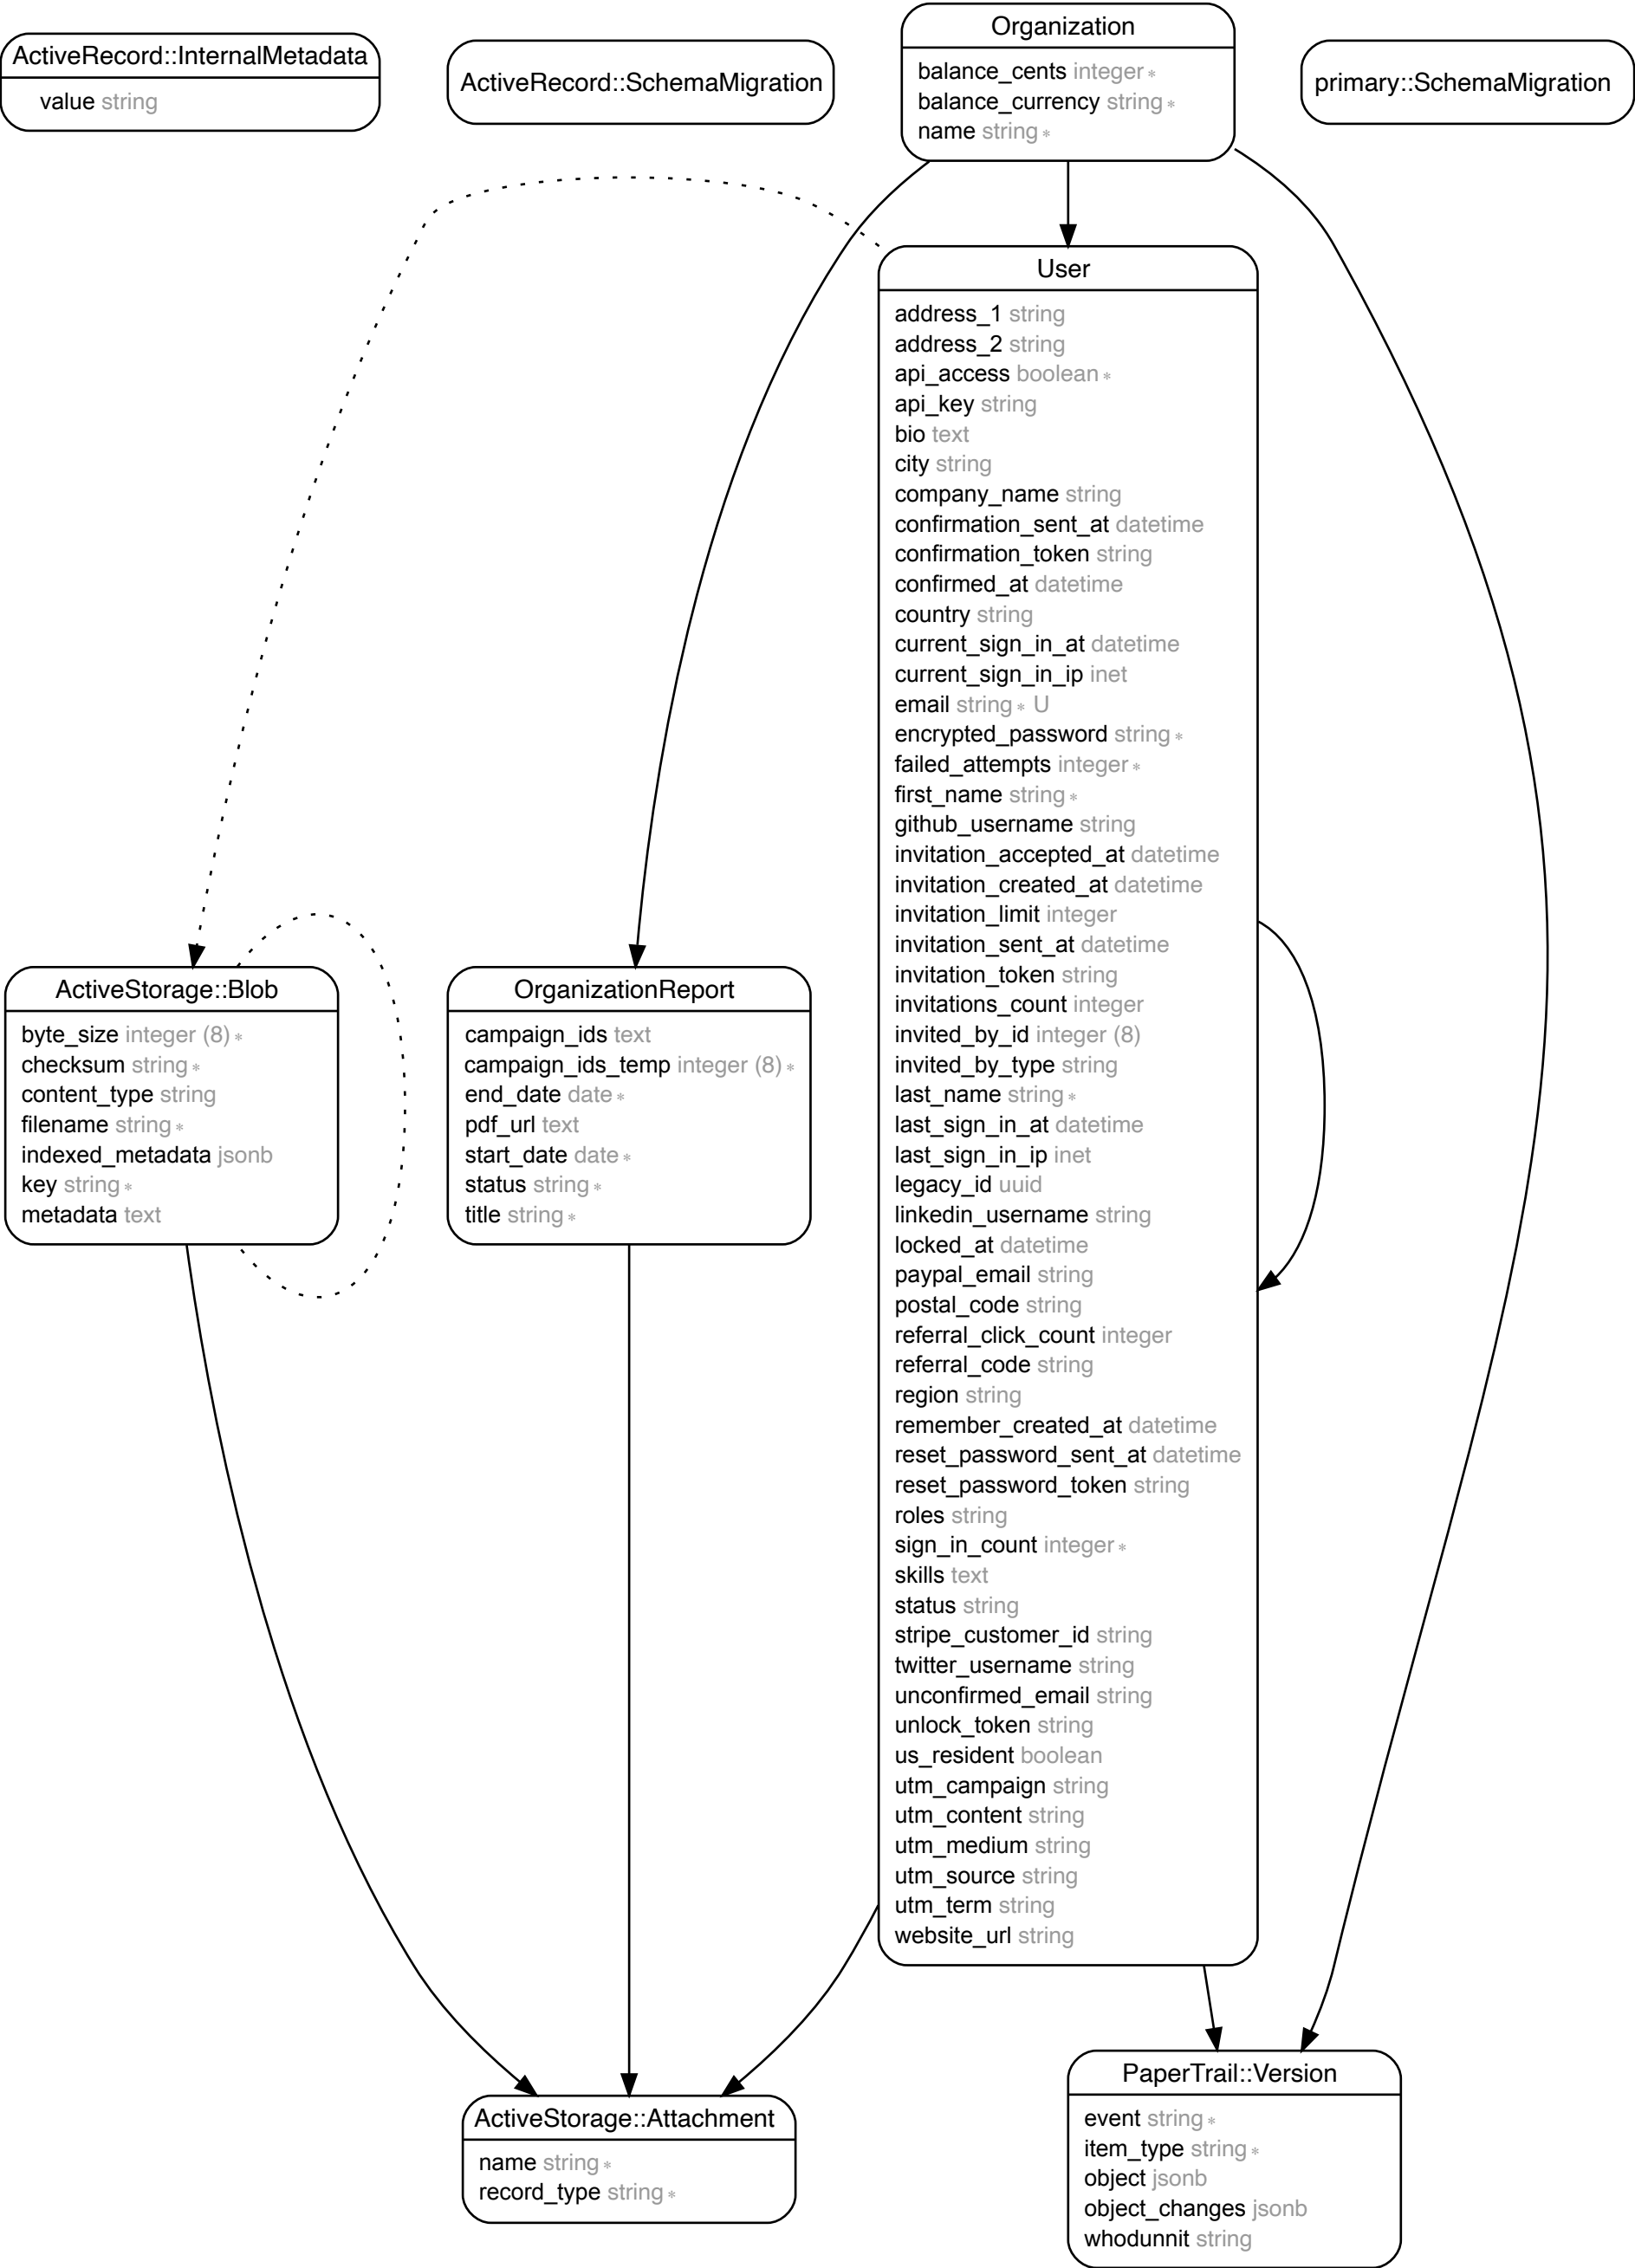 ActiveRecord::InternalMetadata
value string
ActiveRecord::SchemaMigration
Organization
balance_cents integer ∗
balance_currency string ∗
name string ∗
primary::SchemaMigration
User
address_1 string
address_2 string
api_access boolean ∗
api_key string
bio text
city string
company_name string
confirmation_sent_at datetime
confirmation_token string
confirmed_at datetime
country string
current_sign_in_at datetime
current_sign_in_ip inet
email string ∗ U
encrypted_password string ∗
failed_attempts integer ∗
first_name string ∗
github_username string
invitation_accepted_at datetime
invitation_created_at datetime
invitation_limit integer
invitation_sent_at datetime
invitation_token string
invitations_count integer
invited_by_id integer (8)
invited_by_type string
last_name string ∗
last_sign_in_at datetime
last_sign_in_ip inet
legacy_id uuid
linkedin_username string
locked_at datetime
paypal_email string
postal_code string
referral_click_count integer
referral_code string
region string
remember_created_at datetime
reset_password_sent_at datetime
reset_password_token string
roles string
sign_in_count integer ∗
skills text
status string
stripe_customer_id string
twitter_username string
unconfirmed_email string
unlock_token string
us_resident boolean
utm_campaign string
utm_content string
utm_medium string
utm_source string
utm_term string
website_url string
ActiveStorage::Blob
byte_size integer (8) ∗
checksum string ∗
content_type string
filename string ∗
indexed_metadata jsonb
key string ∗
metadata text
OrganizationReport
campaign_ids text
campaign_ids_temp integer (8) ∗
end_date date ∗
pdf_url text
start_date date ∗
status string ∗
title string ∗
ActiveStorage::Attachment
name string ∗
record_type string ∗
PaperTrail::Version
event string ∗
item_type string ∗
object jsonb
object_changes jsonb
whodunnit string